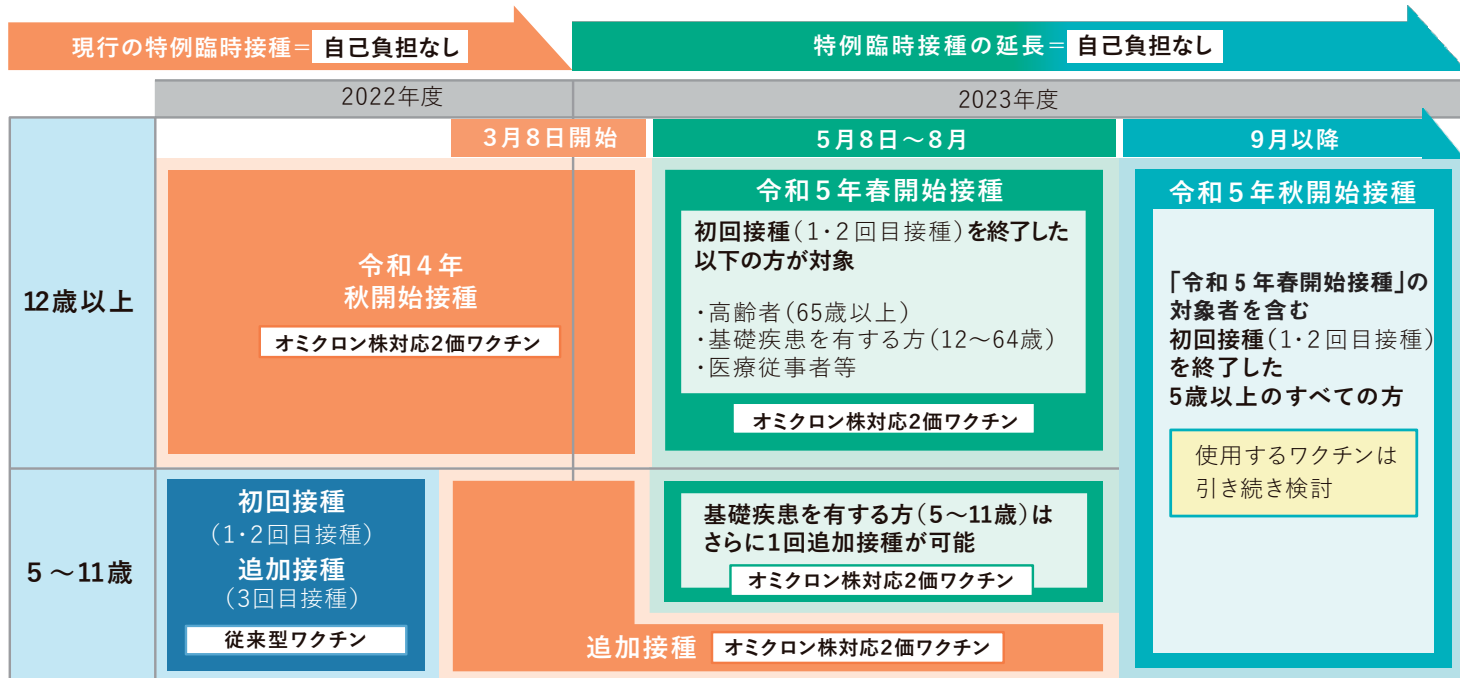 現行の特例臨時接種= 自己負担なし
特例臨時接種の延長= 自己負担なし
2022年度
2023年度
3月8日開始
5月8日〜8月
9月以降
12歳以上
令和4年
秋開始接種
オミクロン株対応2価ワクチン
令和5年春開始接種
初回接種(1・2回目接種)を終了した
以下の方が対象
・高齢者(65歳以上)
・基礎疾患を有する方(12〜64歳)
・医療従事者等
オミクロン株対応2価ワクチン
令和5年秋開始接種
「令和5年春開始接種」の
対象者を含む
初回接種(1・2回目接種)
を終了した
5歳以上のすべての方
使用するワクチンは
引き続き検討
5〜11歳
初回接種
(1・2回目接種)
追加接種
(3回目接種)
従来型ワクチン
基礎疾患を有する方(5〜11歳)は
さらに1回追加接種が可能
オミクロン株対応2価ワクチン
追加接種 オミクロン株対応2価ワクチン